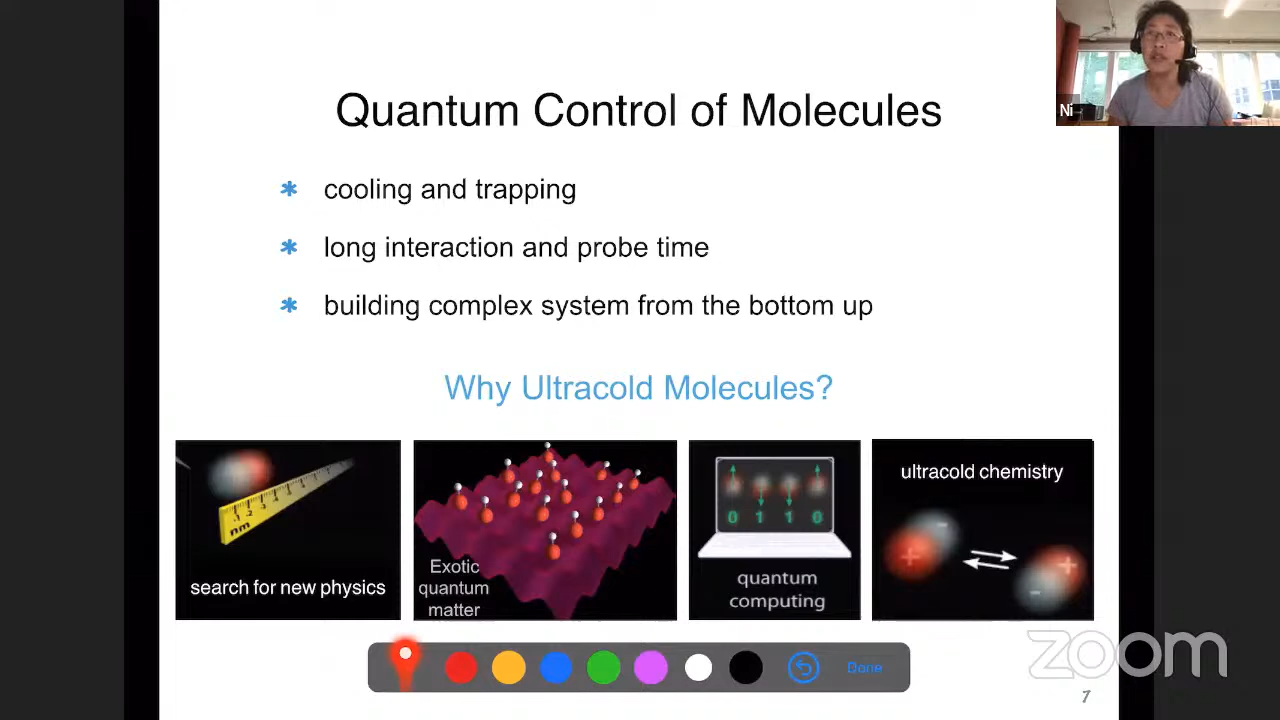 Quantum Control of Molecules
Ni
* cooling and trapping
* long interaction and probe time
* building complex system from the bottom up
Why Ultracold Molecules?
nm
search for new physics
Exotic
quantum
matter
0 1 1 0
quantum
computing
ultracold chemistry
+ -
+ -
Done
zoom
7